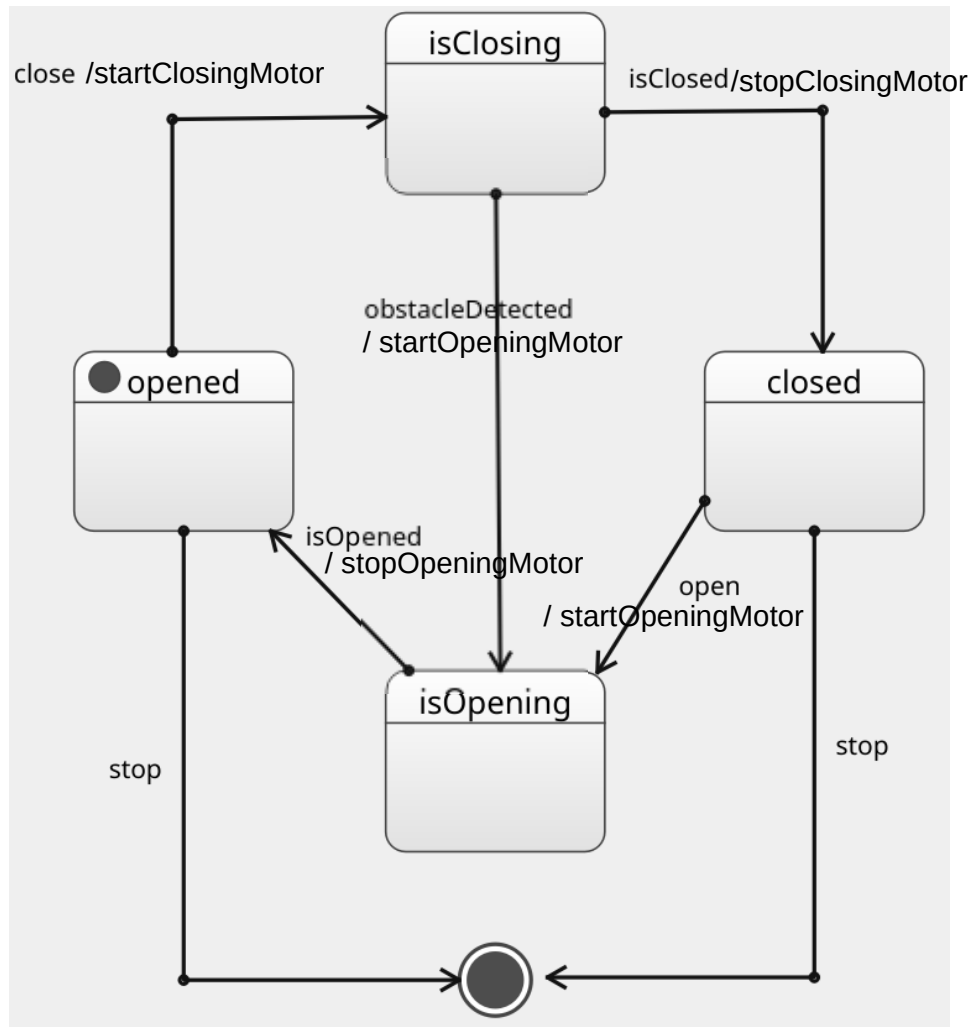 isClosing
close /startClosingMotor
isClosed/stopClosingMotor
obstacleDetected
/ startOpeningMotor
opened
closed
isOpened
/ stopOpeningMotor
open
/ startOpeningMotor
isOpening
stop
stop